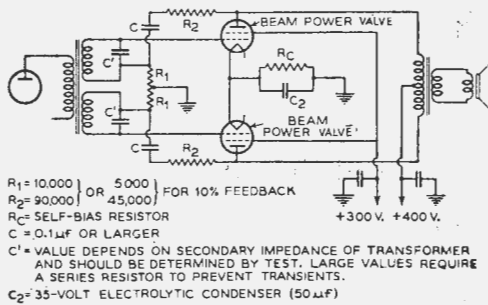 C R₂ BEAM POWER VALVE
C' R₁ R_C
C₂
C' R₁
BEAM
POWER VALVE
C R₂
R₁ = 10,000 } OR 5000 } FOR 10% FEEDBACK
R₂ = 90,000 45,000
R_C = SELF-BIAS RESISTOR
C = 0.1µF OR LARGER
C' = VALUE DEPENDS ON SECONDARY IMPEDANCE OF TRANSFORMER
AND SHOULD BE DETERMINED BY TEST. LARGE VALUES REQUIRE
A SERIES RESISTOR TO PREVENT TRANSIENTS.
C₂ = 35-VOLT ELECTROLYTIC CONDENSER (50µF)
+300 V. +400 V.